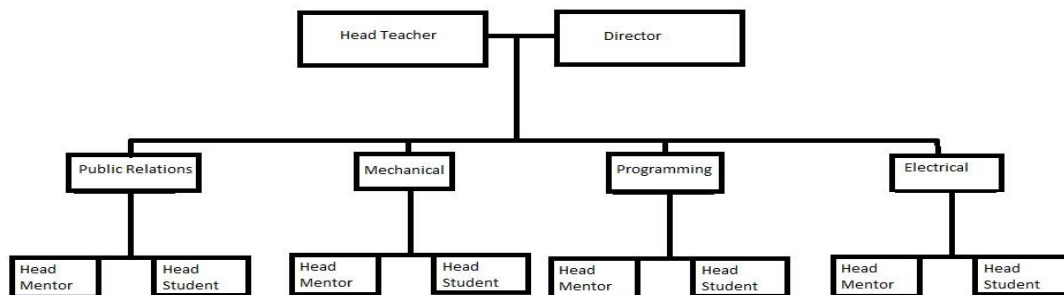 Head Teacher
Director
Public Relations
Mechanical
Programming
Electrical
Head
Mentor
Head
Student
Head
Mentor
Head
Student
Head
Mentor
Head
Student
Head
Mentor
Head
Student